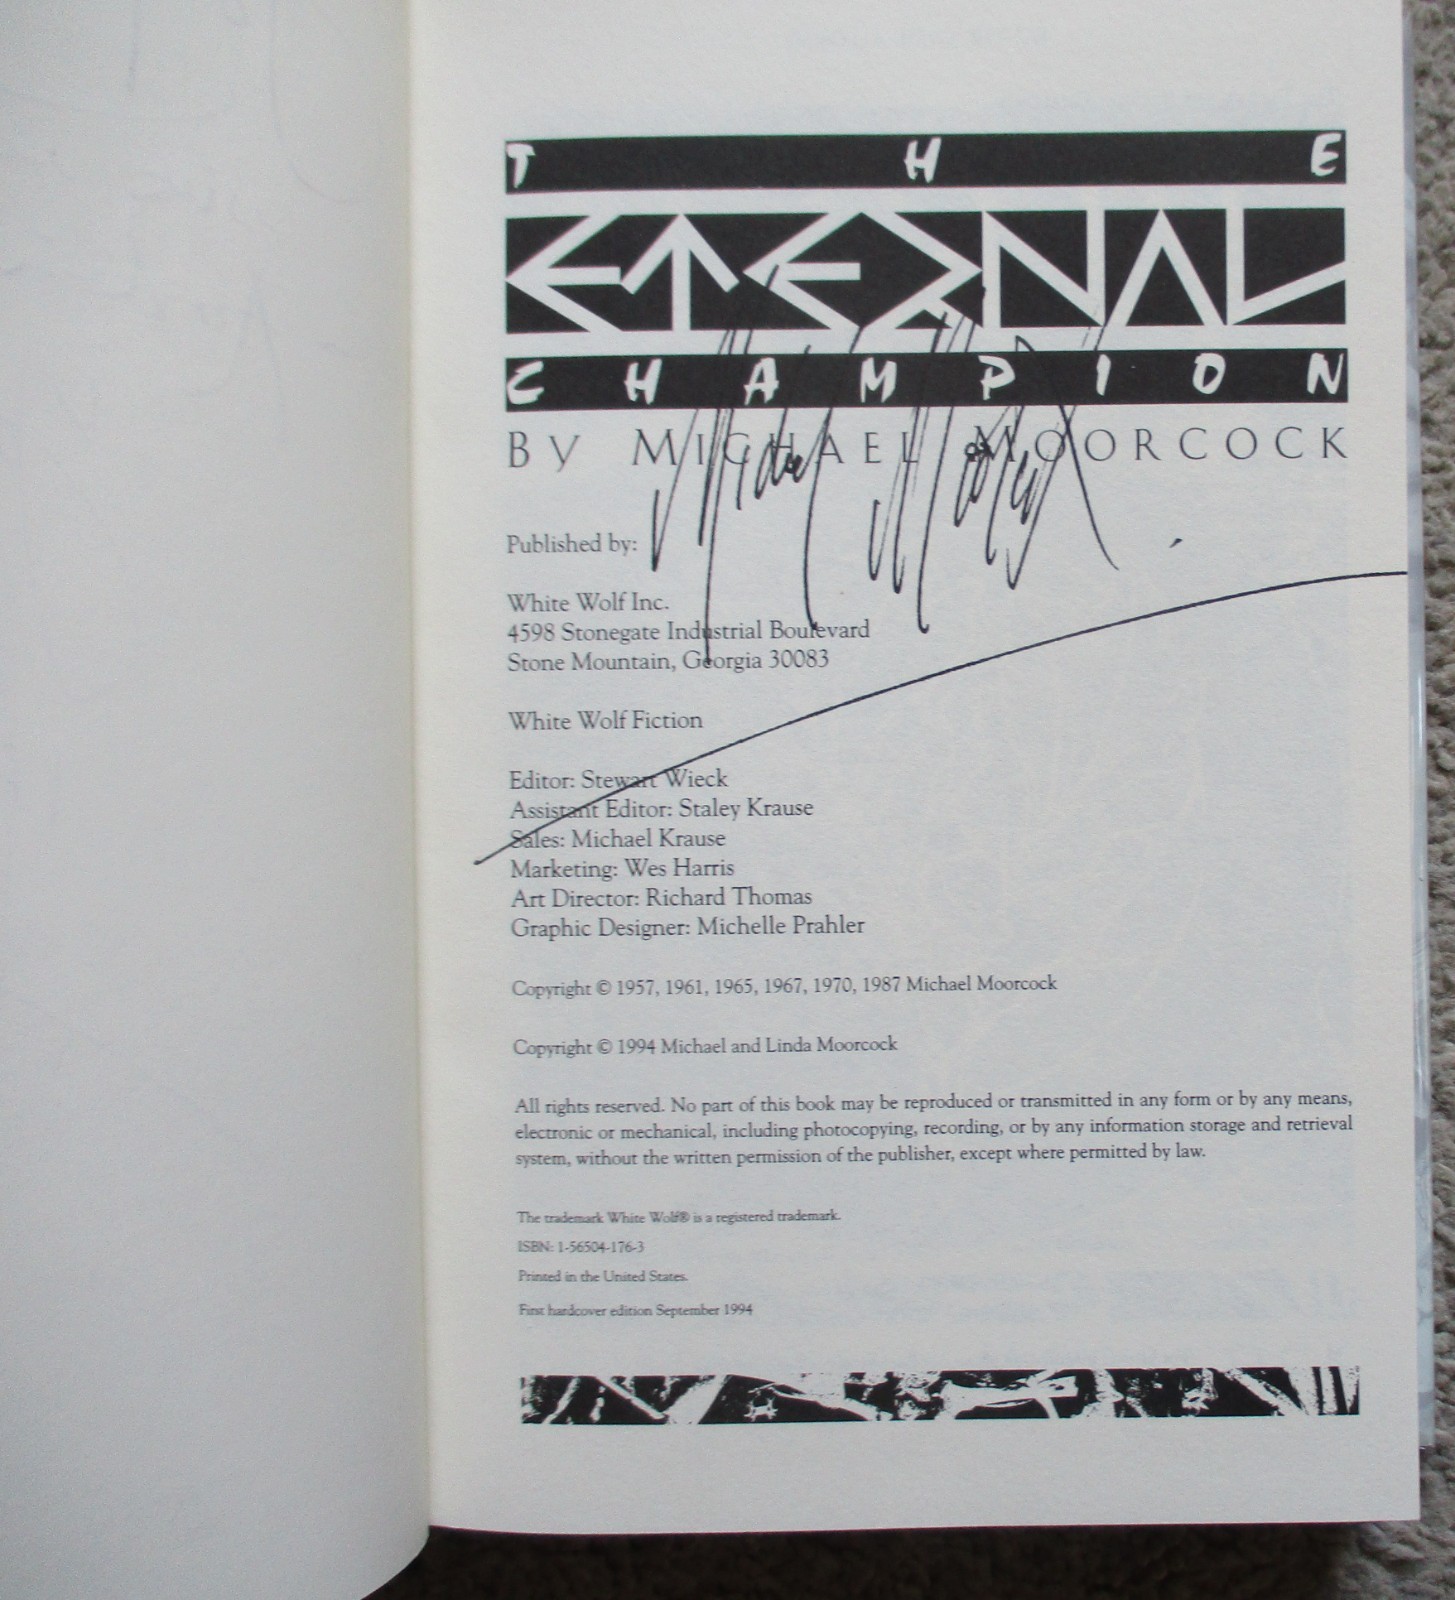 THE
ETERNAL
CHAMPION
By MICHAEL MOORCOCK
Michael Moorcock
Published by:
White Wolf Inc.
4598 Stonegate Industrial Boulevard
Stone Mountain, Georgia 30083
White Wolf Fiction
Editor: Stewart Wieck
Assistant Editor: Staley Krause
Sales: Michael Krause
Marketing: Wes Harris
Art Director: Richard Thomas
Graphic Designer: Michelle Prahler
Copyright © 1957, 1961, 1965, 1967, 1970, 1987 Michael Moorcock
Copyright © 1994 Michael and Linda Moorcock
All rights reserved. No part of this book may be reproduced or transmitted in any form or by any means,
electronic or mechanical, including photocopying, recording, or by any information storage and retrieval
system, without the written permission of the publisher, except where permitted by law.
The trademark White Wolf® is a registered trademark.
ISBN: 1-56504-176-3
Printed in the United States.
First hardcover edition September 1994